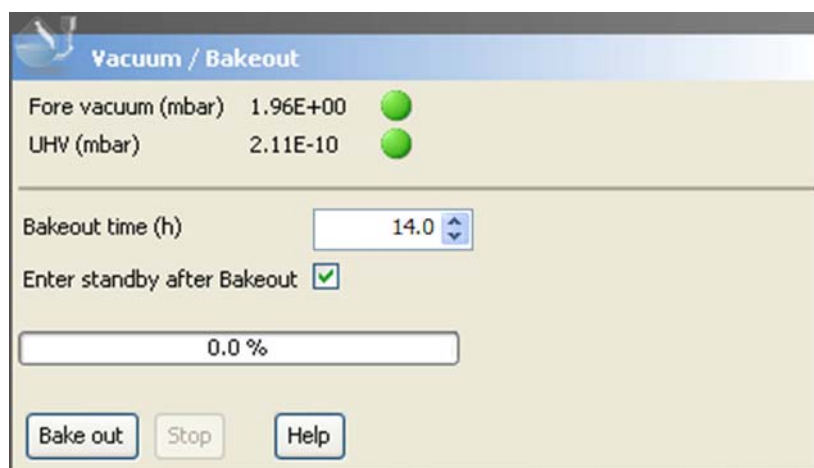 Vacuum / Bakeout
Fore vacuum (mbar) 1.96E+00
UHV (mbar) 2.11E-10
Bakeout time (h) 14.0
Enter standby after Bakeout
0.0 %
Bake out Stop Help